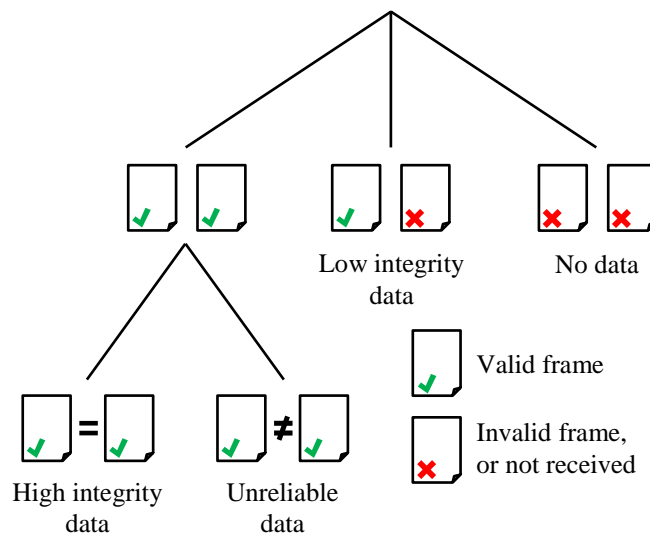 Low integrity
data
No data
Valid frame
Invalid frame,
or not received
=
≠
High integrity
data
Unreliable
data